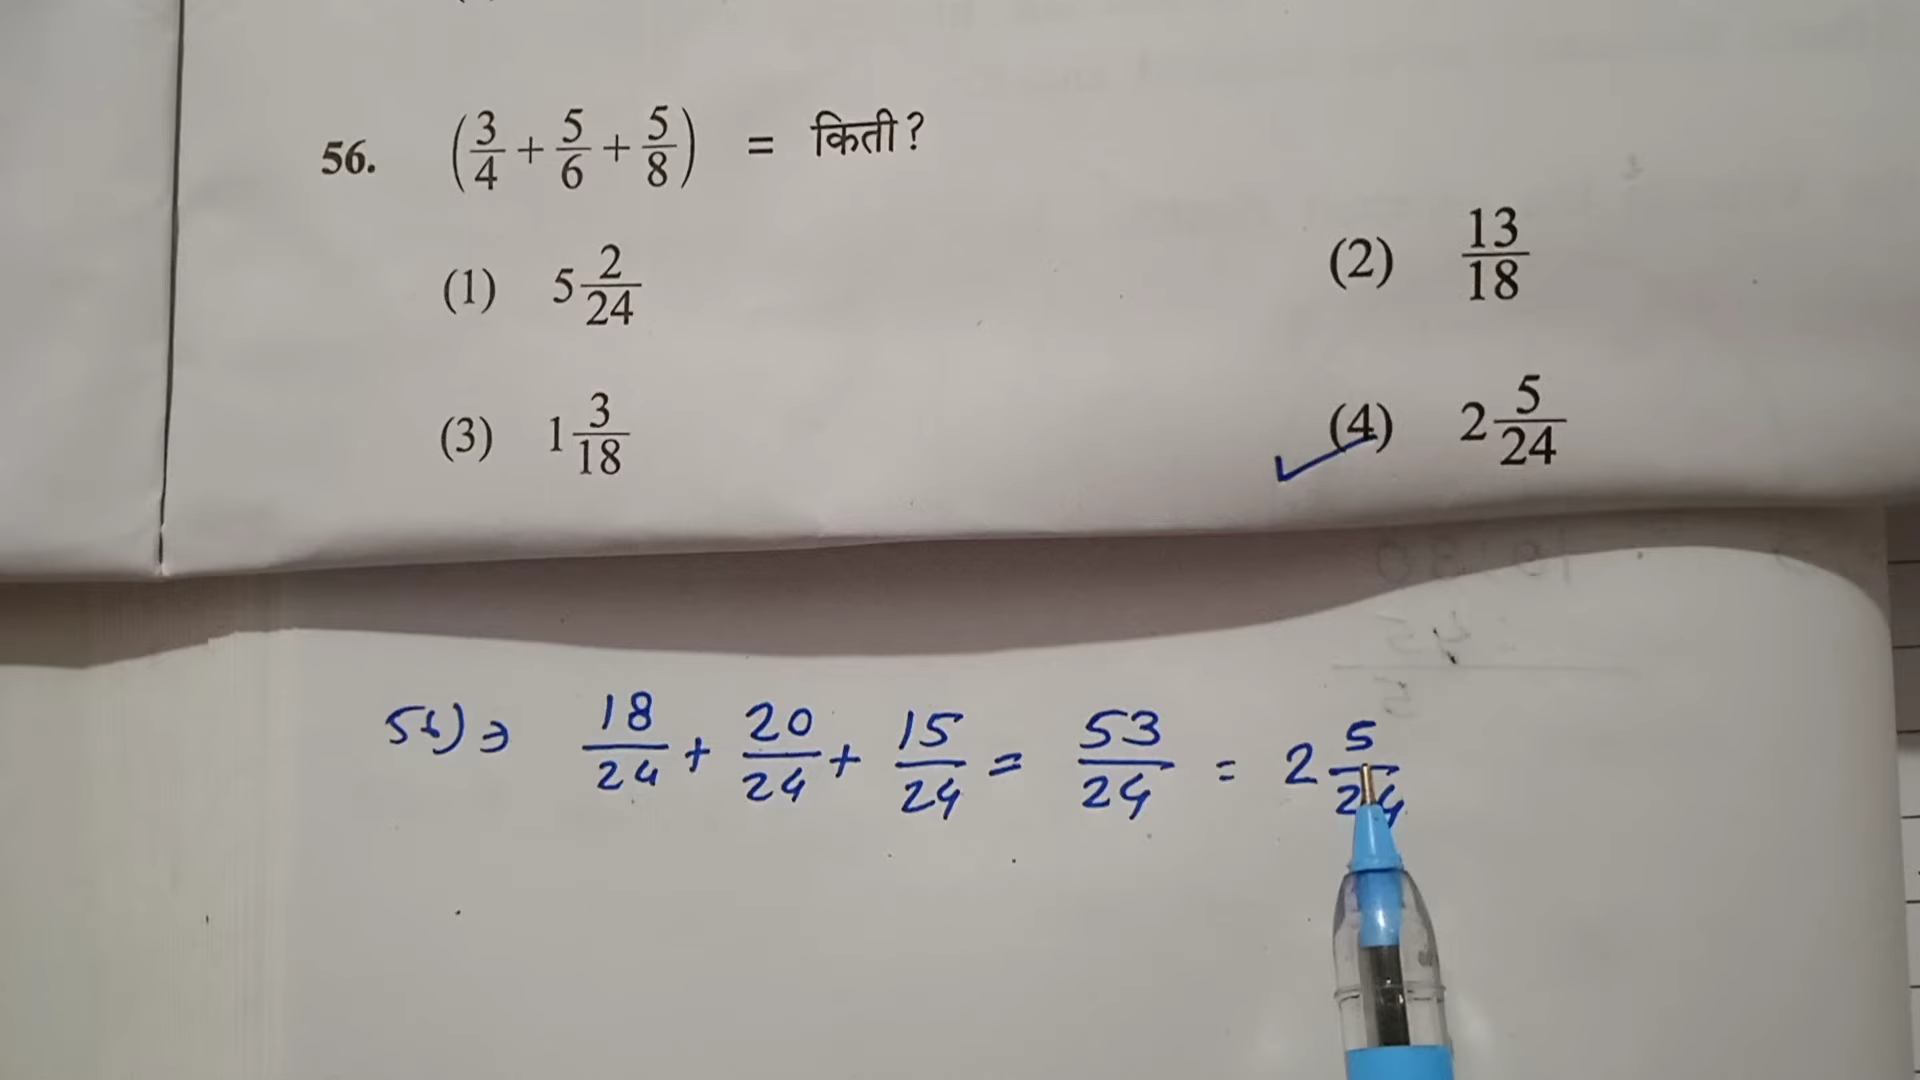 56. (3/4 + 5/6 + 5/8) = किती?
(1) 5 2/24 (2) 13/18
(3) 1 3/18 (4) 2 5/24
56) 18/24 + 20/24 + 15/24 = 53/24 = 2 5/24